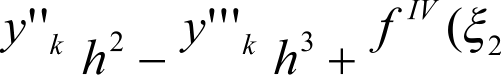 y''ₖ h² − y'''ₖ h³ + f^{IV}(ξ₂